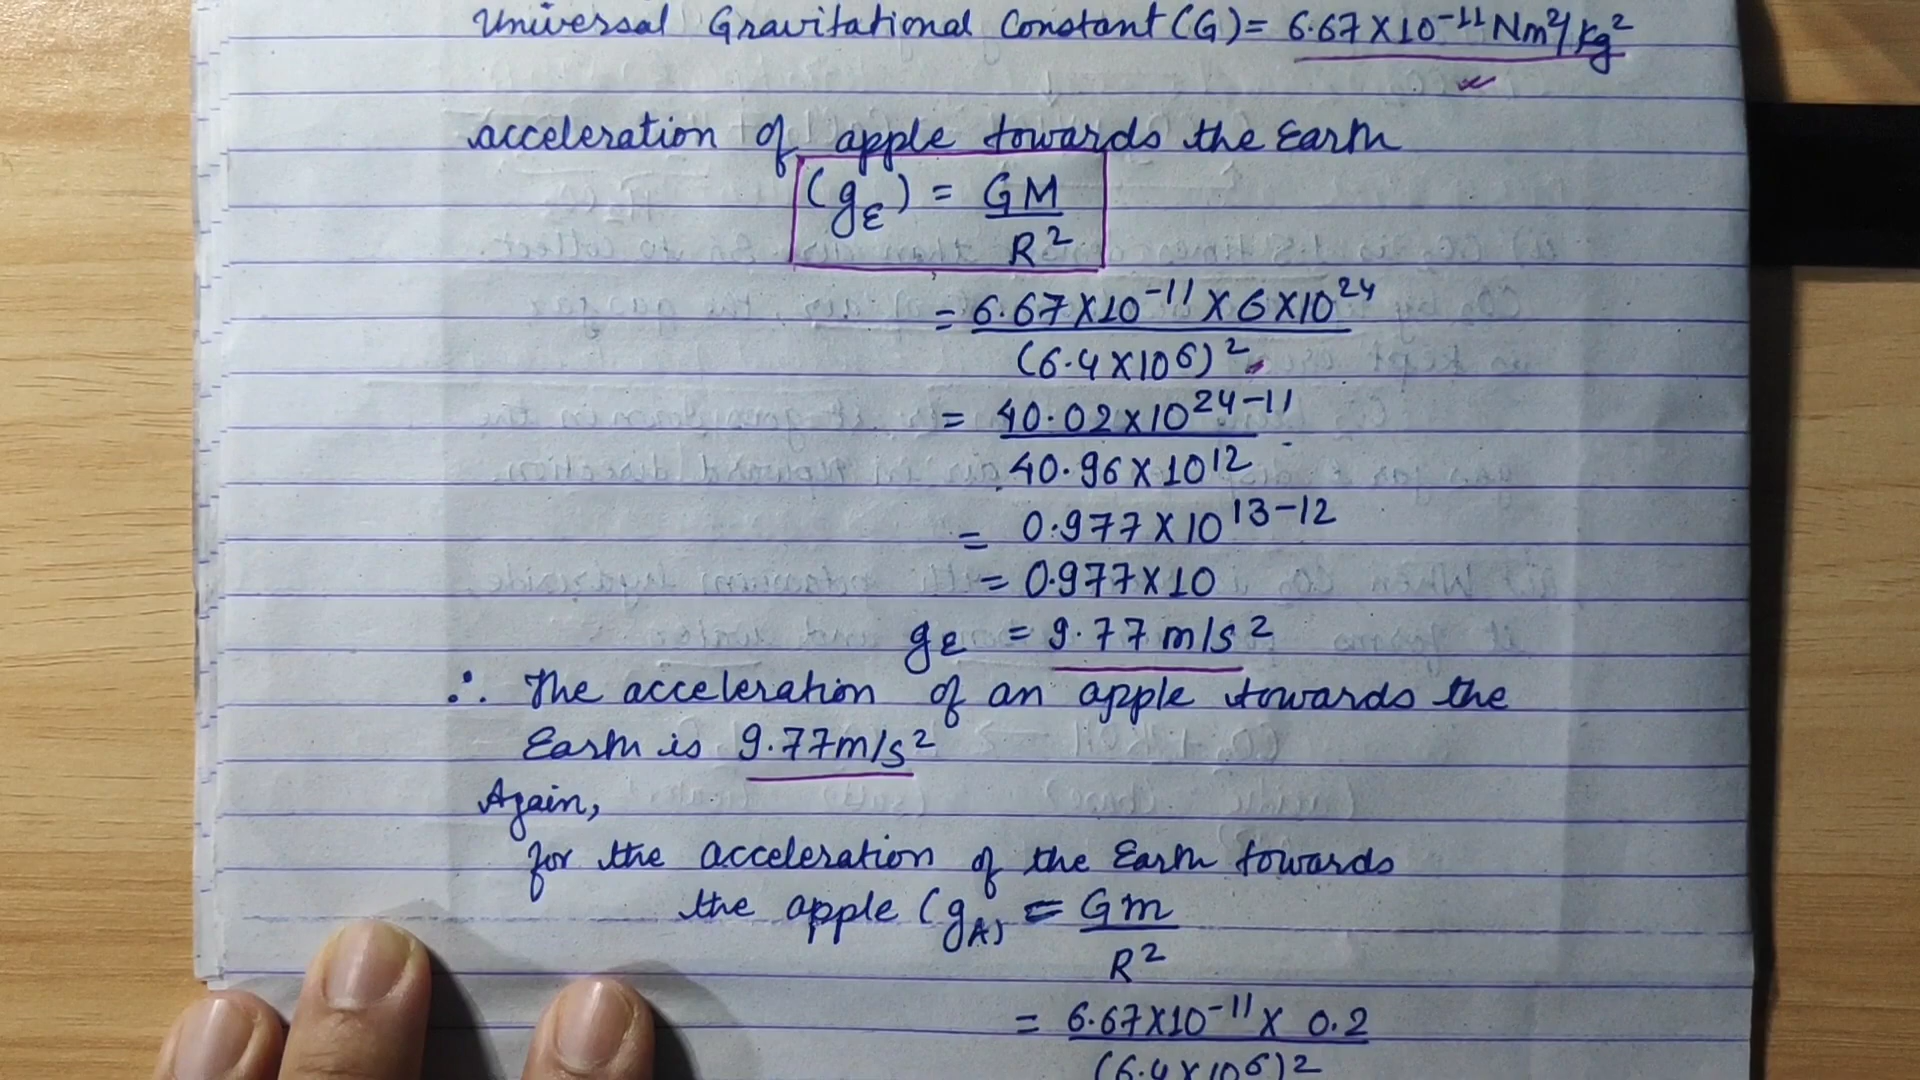 Universal Gravitational Constant (G) = 6.67 X 10⁻¹¹ Nm²/kg²
acceleration of apple towards the Earth
(gE) = GM
R²
= 6.67 X 10⁻¹¹ X 6 X 10²⁴
(6.4 X 10⁶)²
= 40.02 x 10²⁴⁻¹¹
40.96 X 10¹²
= 0.977 X 10¹³⁻¹²
= 0.977 X 10
gE = 9.77 m/s²
∴ The acceleration of an apple towards the
Earth is 9.77m/s²
Again,
for the acceleration of the Earth towards
the apple (gA) = Gm
R²
= 6.67 X 10⁻¹¹ X 0.2
(6.4 X 10⁶)²